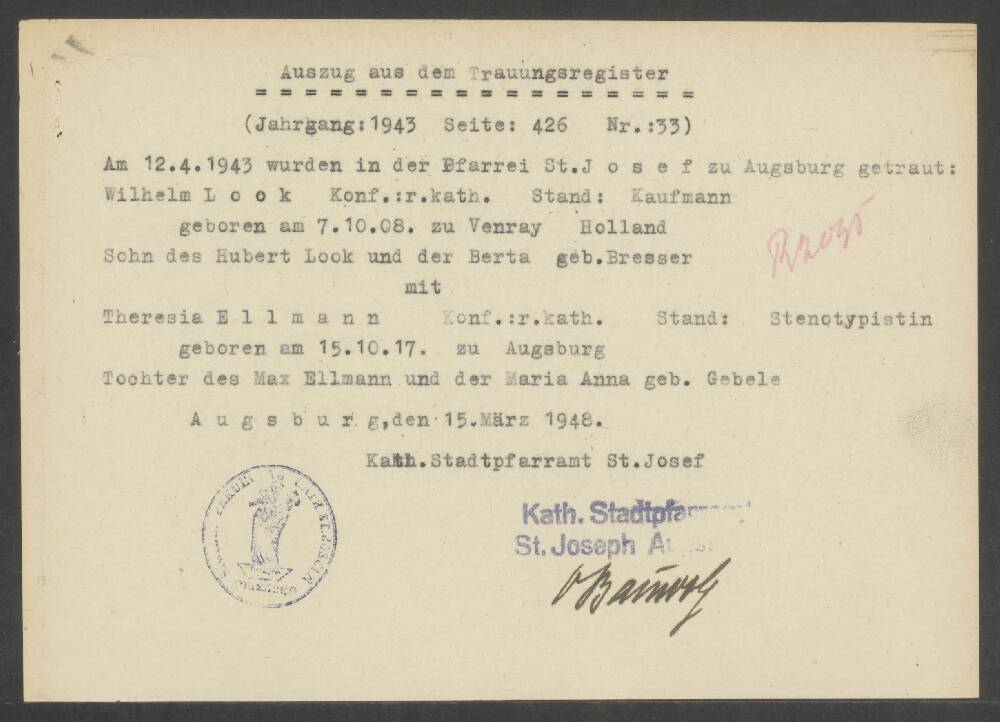 Auszug aus dem Trauungsregister
= = = = = = = = = = = = = = = = = =
(Jahrgang:1943 Seite: 426 Nr.:33)
Am 12.4.1943 wurden in der Pfarrei St.J o s e f zu Augsburg getraut:
Wilhelm L o o k Konf.:r.kath. Stand: Kaufmann
geboren am 7.10.08. zu Venray Holland
Sohn des Hubert Look und der Berta geb.Bresser
mit
Theresia E l l m a n n Konf.:r.kath. Stand: Stenotypistin
geboren am 15.10.17. zu Augsburg
Tochter des Max Ellmann und der Maria Anna geb. Gebele
A u g s b u r g,den 15.März 1948.
Kath.Stadtpfarramt St.Josef
Kath. Stadtpfarramt
St. Joseph